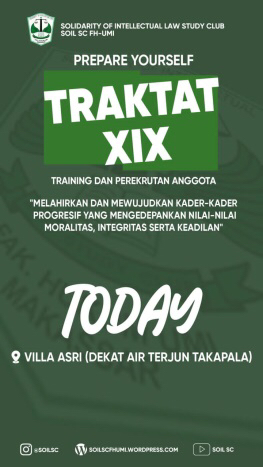 SOLIDARITY OF INTELLECTUAL LAW STUDY CLUB
SOIL SC FH-UMI
PREPARE YOURSELF
TRAKTAT
XIX
TRAINING DAN PEREKRUTAN ANGGOTA
"MELAHIRKAN DAN MEWUJUDKAN KADER-KADER
PROGRESIF YANG MENGEDEPANKAN NILAI-NILAI
MORALITAS, INTEGRITAS SERTA KEADILAN"
TODAY
VILLA ASRI (DEKAT AIR TERJUN TAKAPALA)
@SOILSC
SOILSCFHUMI.WORDPRESS.COM
SOIL SC